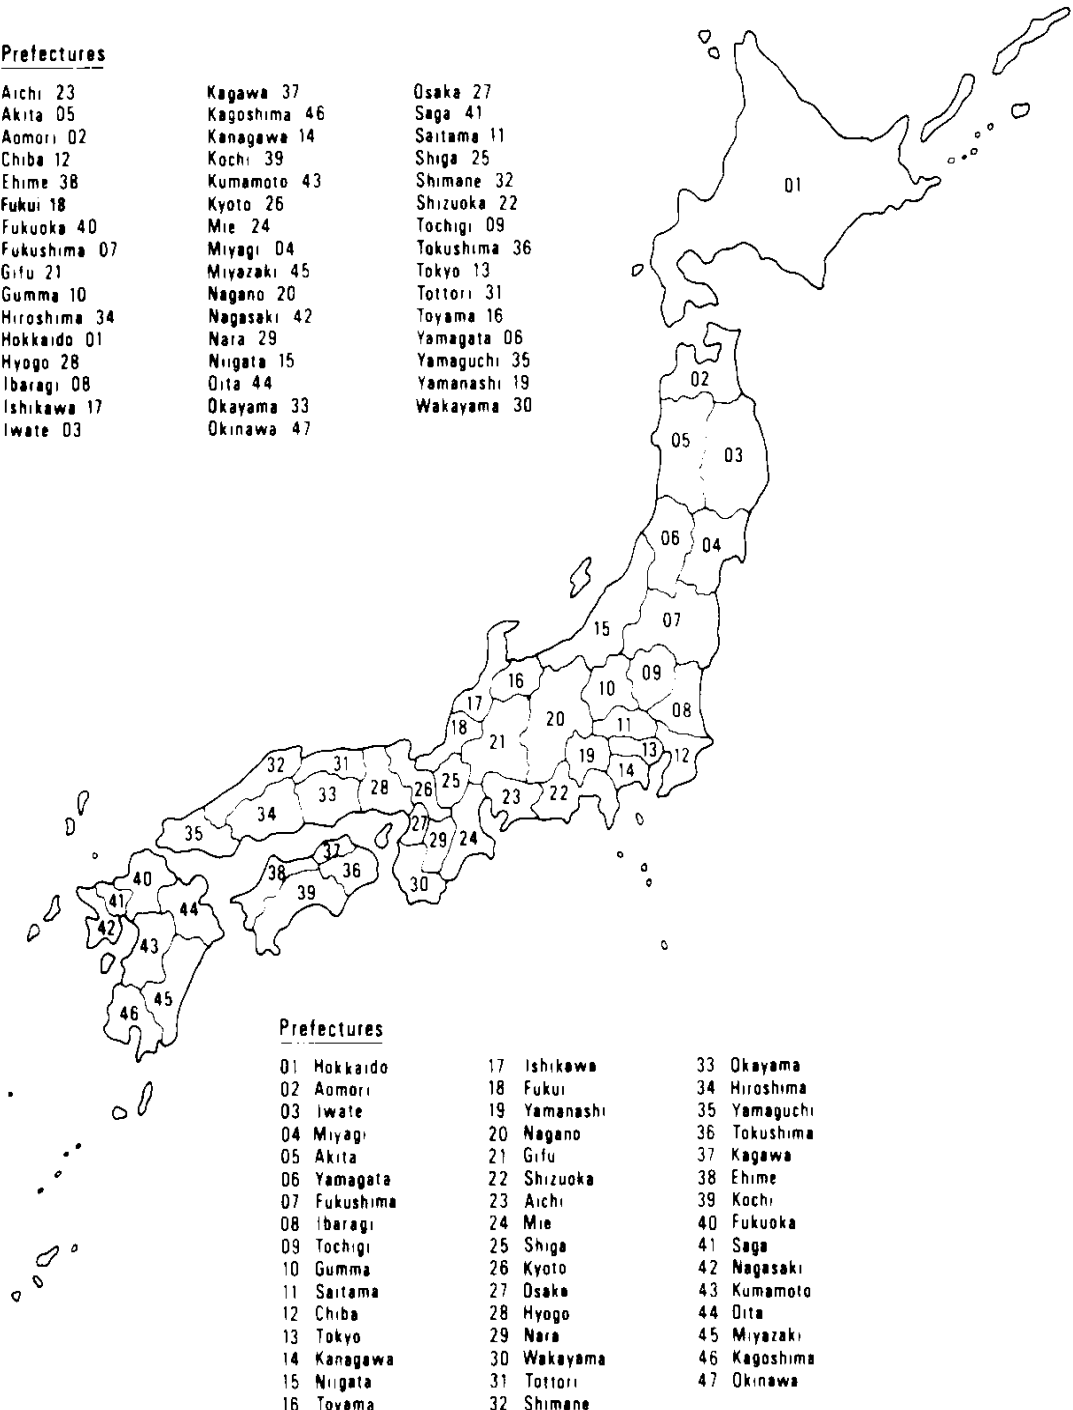 Prefectures
Aichi 23
Akita 05
Aomori 02
Chiba 12
Ehime 38
Fukui 18
Fukuoka 40
Fukushima 07
Gifu 21
Gumma 10
Hiroshima 34
Hokkaido 01
Hyogo 28
Ibaragi 08
Ishikawa 17
Iwate 03
Kagawa 37
Kagoshima 46
Kanagawa 14
Kochi 39
Kumamoto 43
Kyoto 26
Mie 24
Miyagi 04
Miyazaki 45
Nagano 20
Nagasaki 42
Nara 29
Niigata 15
Oita 44
Okayama 33
Okinawa 47
Osaka 27
Saga 41
Saitama 11
Shiga 25
Shimane 32
Shizuoka 22
Tochigi 09
Tokushima 36
Tokyo 13
Tottori 31
Toyama 16
Yamagata 06
Yamaguchi 35
Yamanashi 19
Wakayama 30
01
02
05
03
06
04
15
07
16
10
09
17
08
18
20
11
21
19
13
12
14
32
31
28
26
25
33
23
22
34
27
35
29
24
37
38
36
39
30
40
41
44
42
43
45
46
Prefectures
01 Hokkaido
02 Aomori
03 Iwate
04 Miyagi
05 Akita
06 Yamagata
07 Fukushima
08 Ibaragi
09 Tochigi
10 Gumma
11 Saitama
12 Chiba
13 Tokyo
14 Kanagawa
15 Niigata
16 Toyama
17 Ishikawa
18 Fukui
19 Yamanashi
20 Nagano
21 Gifu
22 Shizuoka
23 Aichi
24 Mie
25 Shiga
26 Kyoto
27 Osaka
28 Hyogo
29 Nara
30 Wakayama
31 Tottori
32 Shimane
33 Okayama
34 Hiroshima
35 Yamaguchi
36 Tokushima
37 Kagawa
38 Ehime
39 Kochi
40 Fukuoka
41 Saga
42 Nagasaki
43 Kumamoto
44 Oita
45 Miyazaki
46 Kagoshima
47 Okinawa